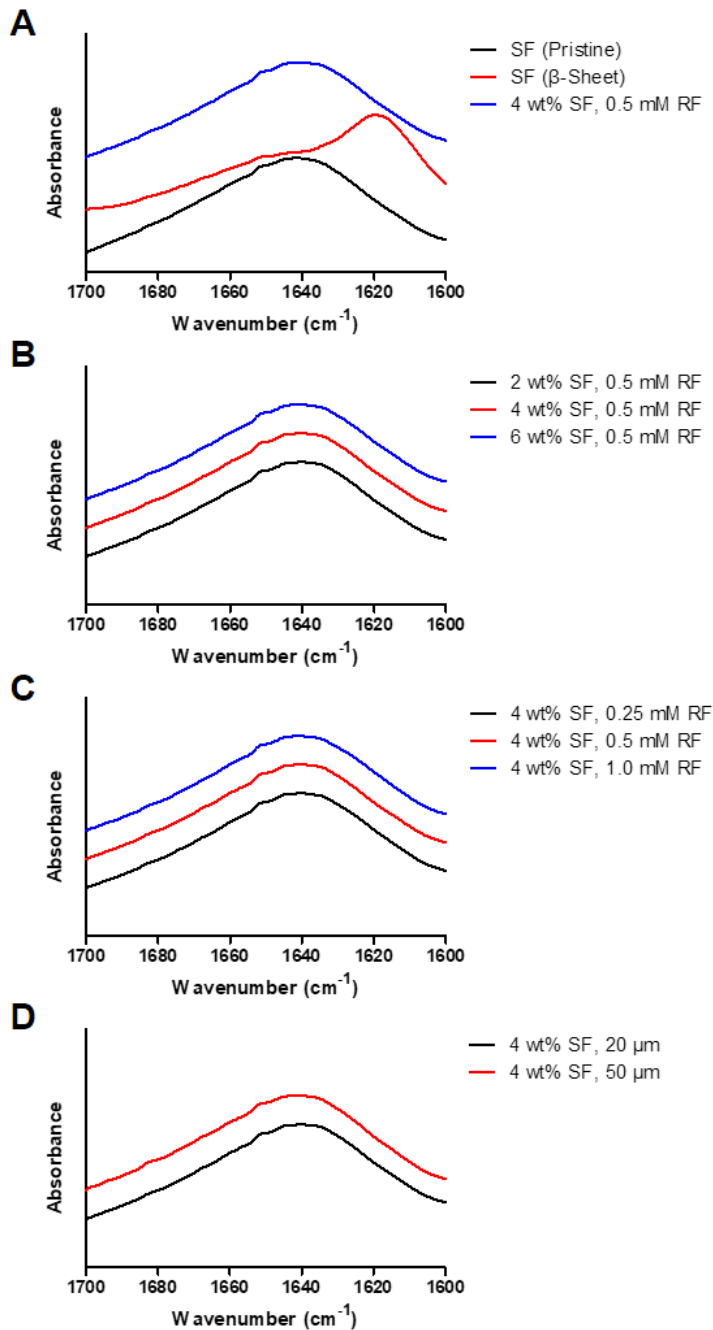 A
SF (Pristine)
SF (β-Sheet)
4 wt% SF, 0.5 mM RF
Absorbance
1700 1680 1660 1640 1620 1600
Wavenumber (cm⁻¹)
B
2 wt% SF, 0.5 mM RF
4 wt% SF, 0.5 mM RF
6 wt% SF, 0.5 mM RF
Absorbance
1700 1680 1660 1640 1620 1600
Wavenumber (cm⁻¹)
C
4 wt% SF, 0.25 mM RF
4 wt% SF, 0.5 mM RF
4 wt% SF, 1.0 mM RF
Absorbance
1700 1680 1660 1640 1620 1600
Wavenumber (cm⁻¹)
D
4 wt% SF, 20 µm
4 wt% SF, 50 µm
Absorbance
1700 1680 1660 1640 1620 1600
Wavenumber (cm⁻¹)